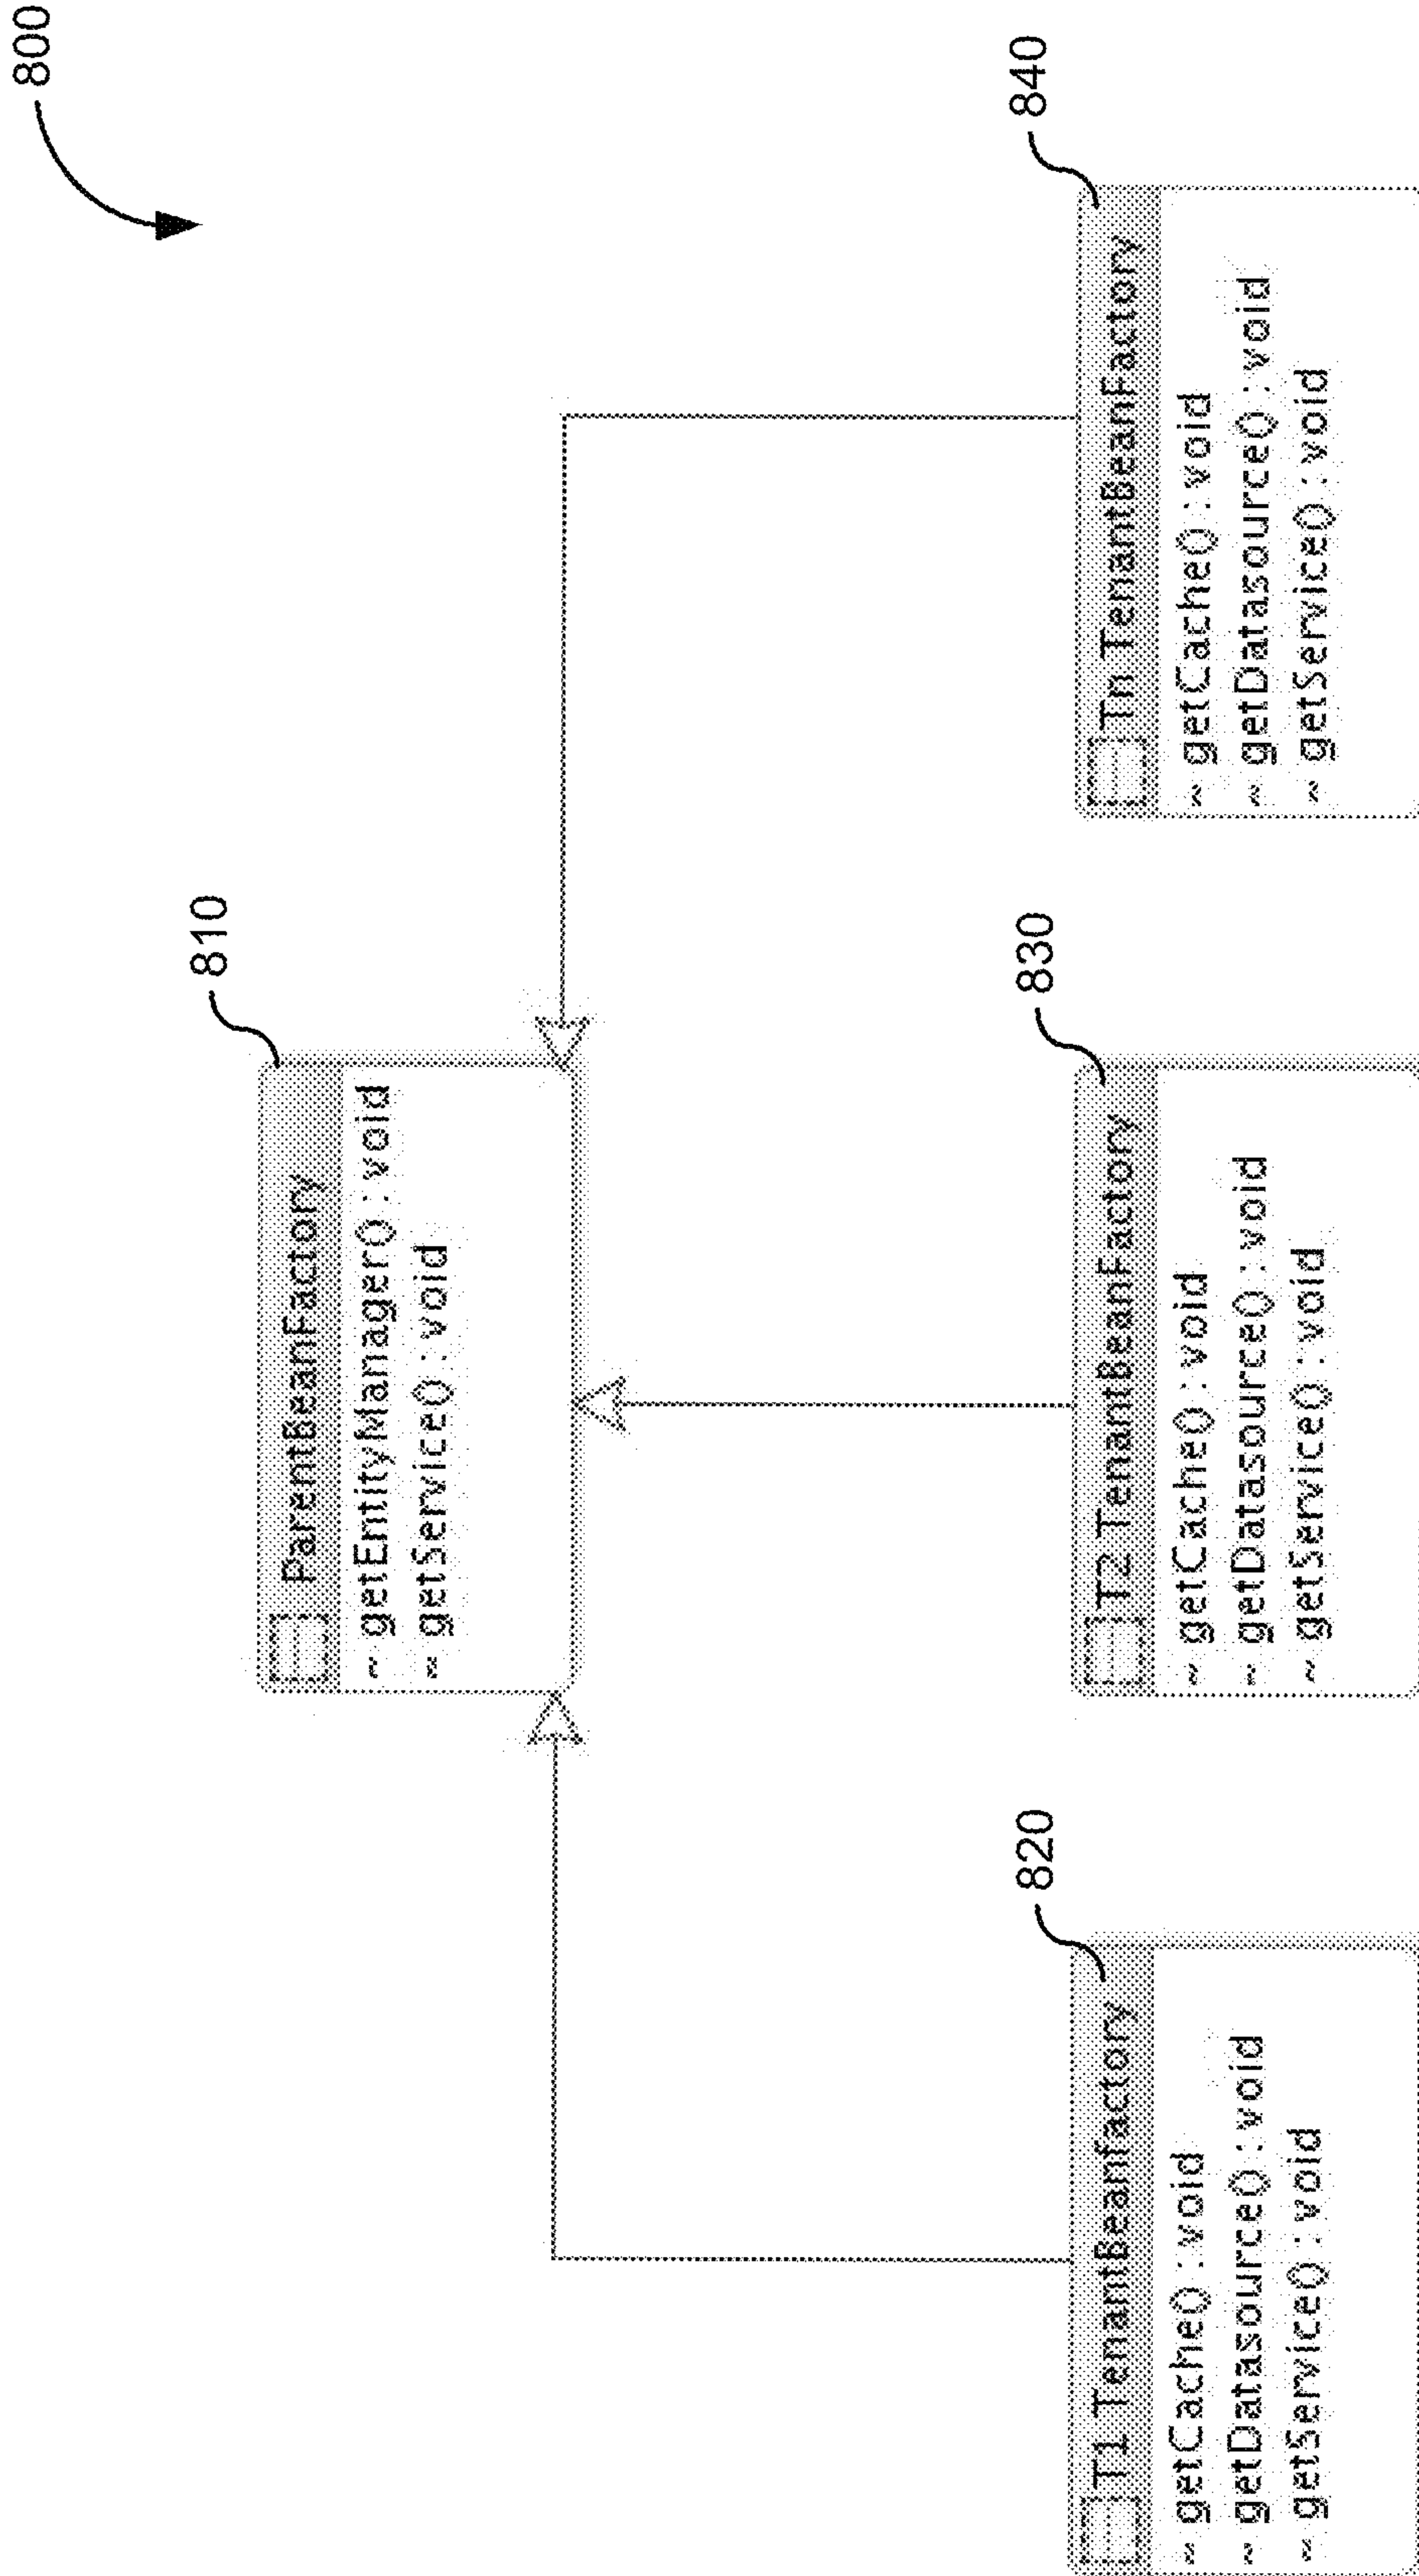 800
810
ParentBeanFactory
~ getEntityManager() : void
~ getService() : void
820
T1 TenantBeanfactory
~ getCache() : void
~ getDatasource() : void
~ getService() : void
830
T2 TenantBeanFactory
~ getCache() : void
~ getDatasource() : void
~ getService() : void
840
Tn TenantBeanFactory
~ getCache() : void
~ getDatasource() : void
~ getService() : void